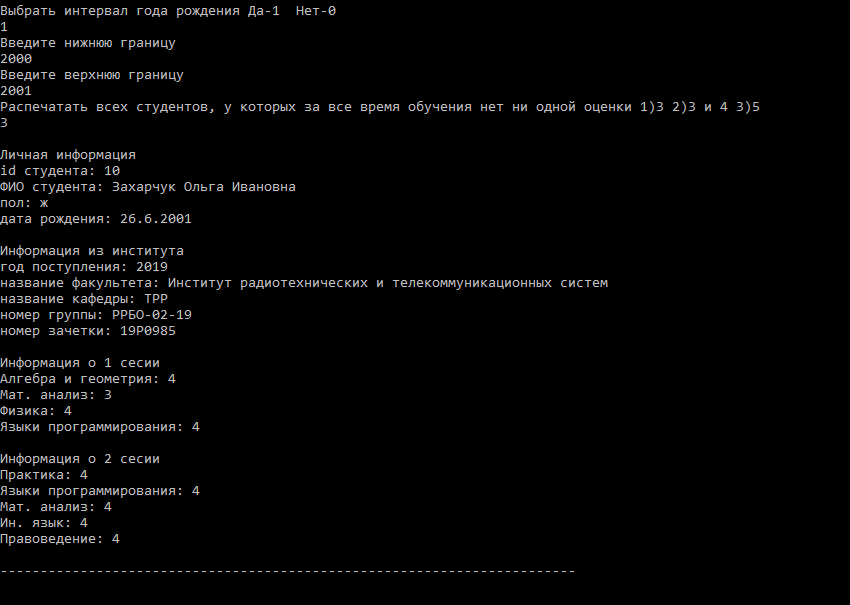 Выбрать интервал года рождения Да-1  Нет-0
1
Введите нижнюю границу
2000
Введите верхнюю границу
2001
Распечатать всех студентов, у которых за все время обучения нет ни одной оценки 1)3 2)3 и 4 3)5
3
Личная информация
id студента: 10
ФИО студента: Захарчук Ольга Ивановна
пол: ж
дата рождения: 26.6.2001
Информация из института
год поступления: 2019
название факультета: Институт радиотехнических и телекоммуникационных систем
название кафедры: ТРР
номер группы: РРБО-02-19
номер зачетки: 19Р0985
Информация о 1 сесии
Алгебра и геометрия: 4
Мат. анализ: 3
Физика: 4
Языки программирования: 4
Информация о 2 сесии
Практика: 4
Языки программирования: 4
Мат. анализ: 4
Ин. язык: 4
Правоведение: 4
------------------------------------------------------------------------